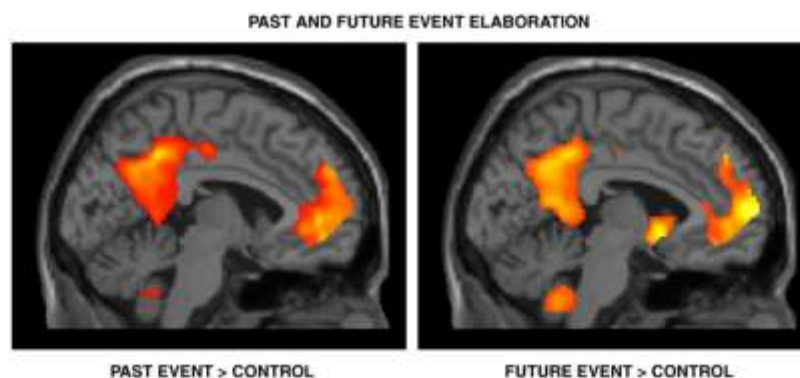 PAST AND FUTURE EVENT ELABORATION
PAST EVENT > CONTROL
FUTURE EVENT > CONTROL